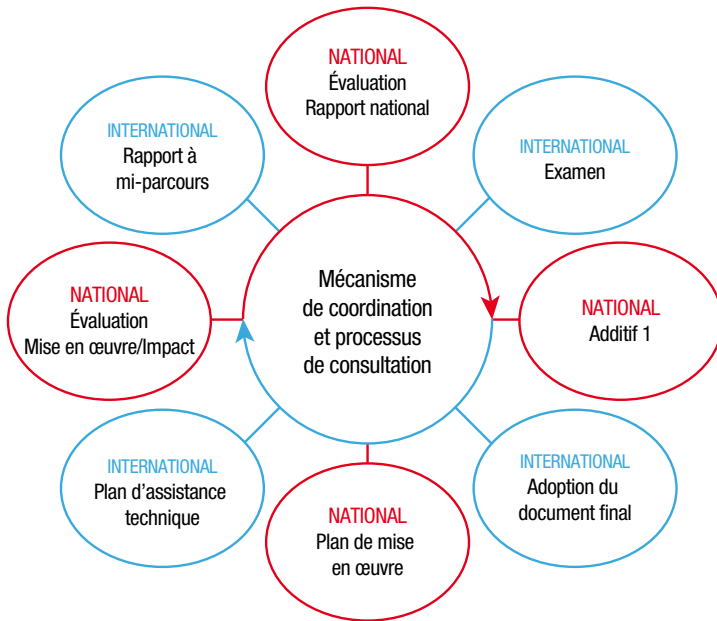 NATIONAL
Évaluation
Rapport national
INTERNATIONAL
Examen
NATIONAL
Additif 1
INTERNATIONAL
Adoption du
document final
NATIONAL
Plan de mise
en œuvre
INTERNATIONAL
Plan d’assistance
technique
NATIONAL
Évaluation
Mise en œuvre/Impact
INTERNATIONAL
Rapport à
mi-parcours
Mécanisme
de coordination
et processus
de consultation